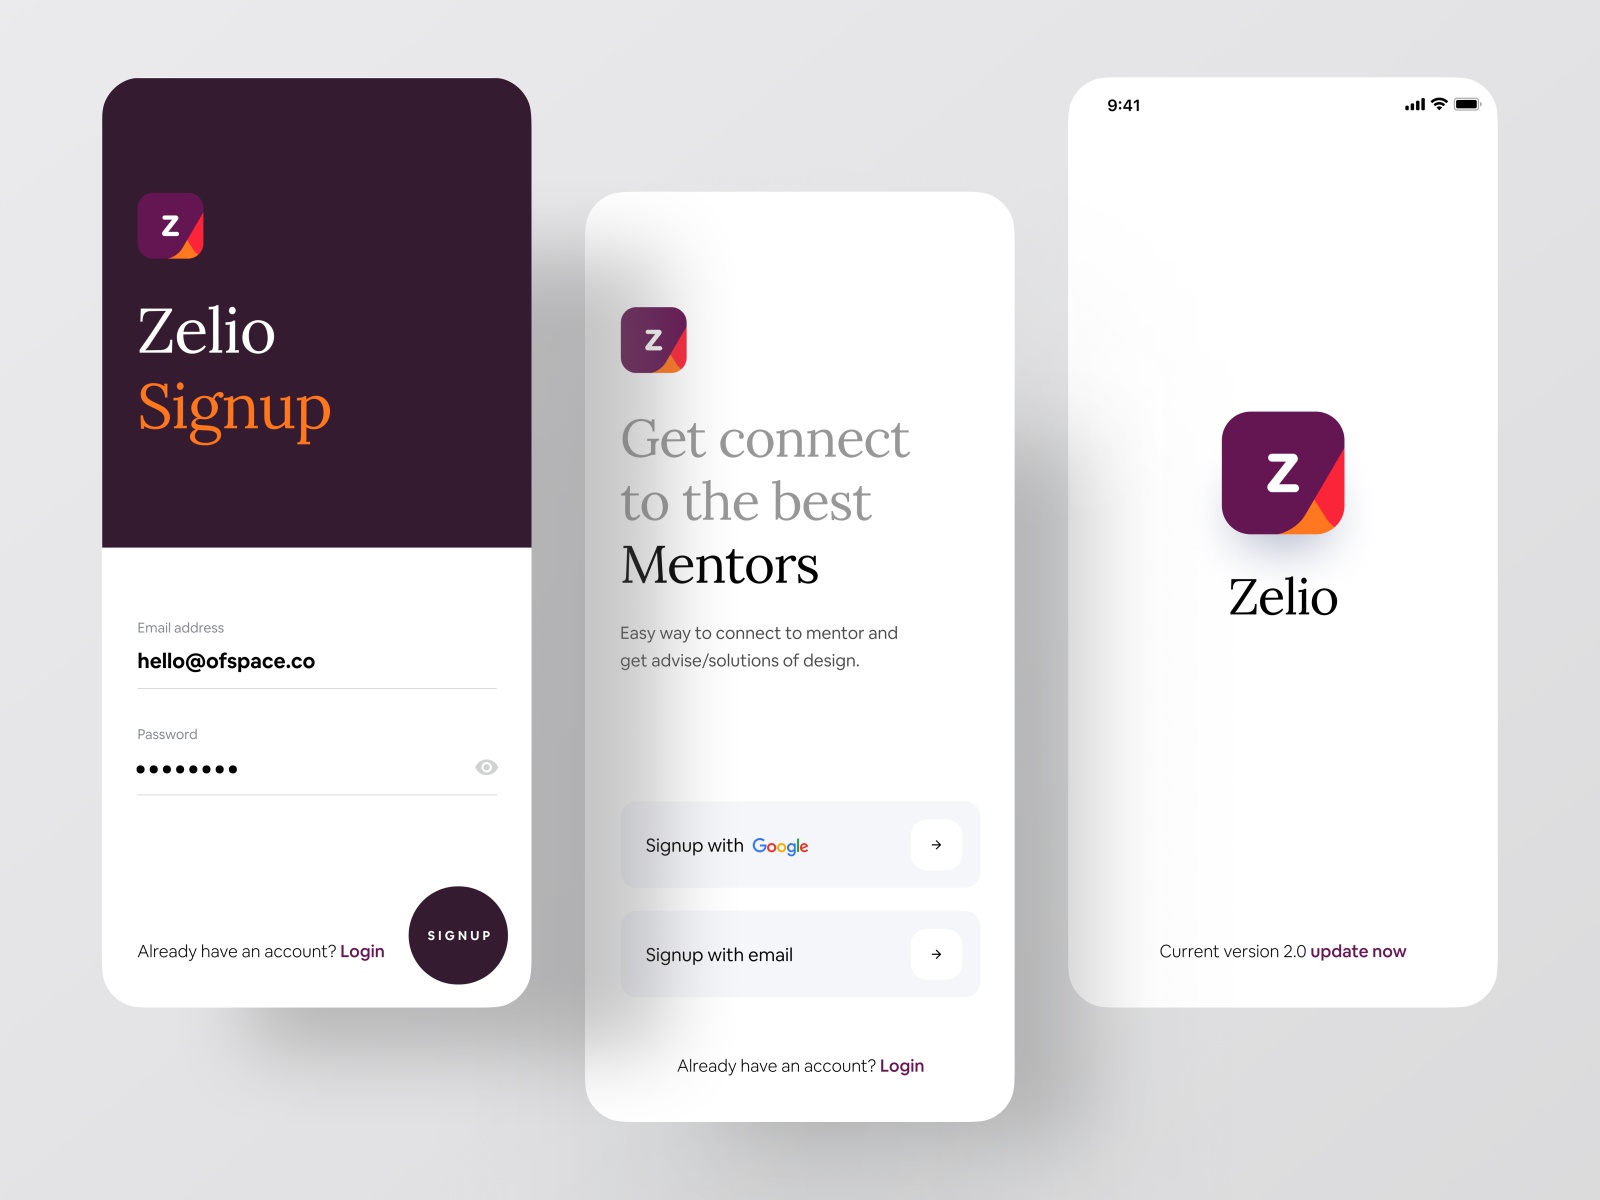 Z
Zelio
Signup
Email address
hello@ofspace.co
Password
Already have an account? Login
SIGNUP
Z
Get connect
to the best
Mentors
Easy way to connect to mentor and
get advise/solutions of design.
Signup with Google
Signup with email
Already have an account? Login
9:41
Z
Zelio
Current version 2.0 update now